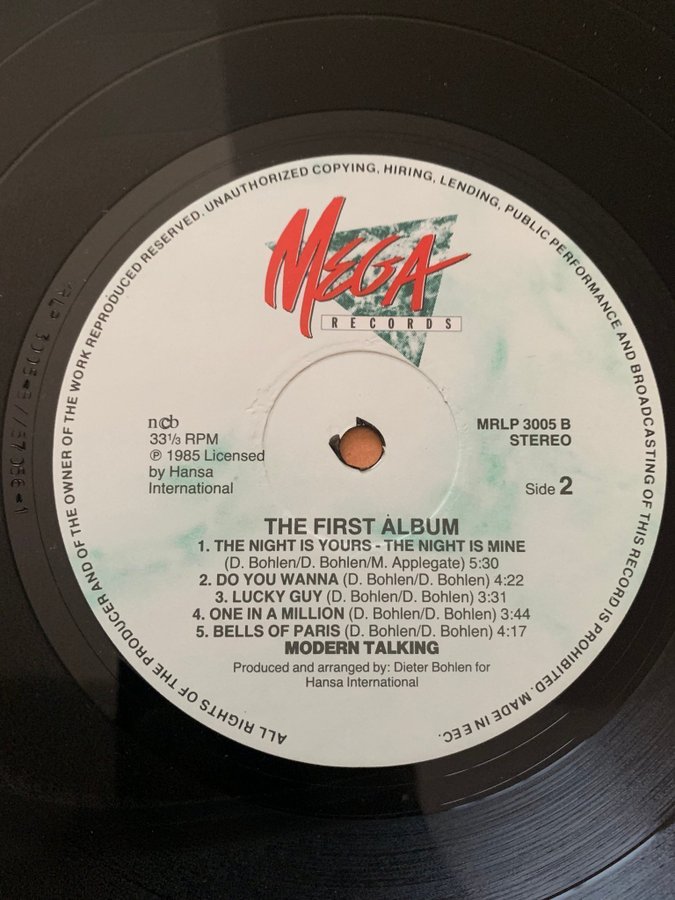 ALL RIGHTS OF THE PRODUCER AND OF THE OWNER OF THE WORK REPRODUCED RESERVED. UNAUTHORIZED COPYING, HIRING, LENDING, PUBLIC PERFORMANCE AND BROADCASTING OF THIS RECORD IS PROHIBITED. MADE IN EEC.
MEGA
RECORDS
ncb
33⅓ RPM
℗ 1985 Licensed
by Hansa
International
MRLP 3005 B
STEREO
Side 2
THE FIRST ALBUM
1. THE NIGHT IS YOURS - THE NIGHT IS MINE
(D. Bohlen/D. Bohlen/M. Applegate) 5:30
2. DO YOU WANNA (D. Bohlen/D. Bohlen) 4:22
3. LUCKY GUY (D. Bohlen/D. Bohlen) 3:31
4. ONE IN A MILLION (D. Bohlen/D. Bohlen) 3:44
5. BELLS OF PARIS (D. Bohlen/D. Bohlen) 4:17
MODERN TALKING
Produced and arranged by: Dieter Bohlen for
Hansa International